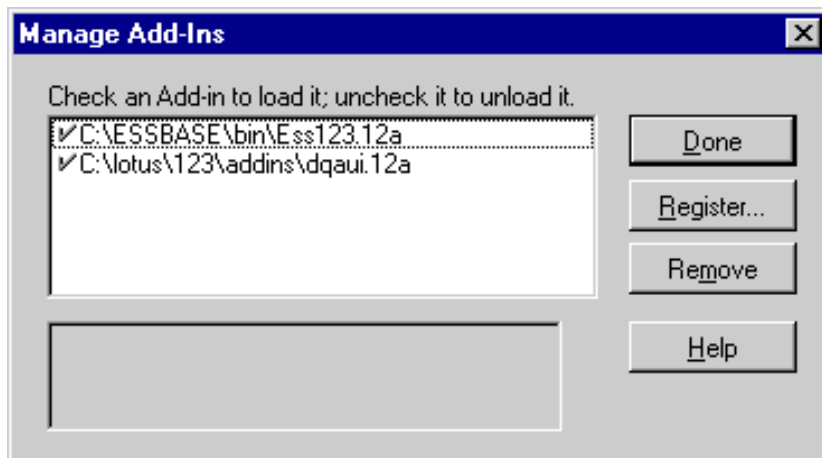 Manage Add-Ins
Check an Add-in to load it; uncheck it to unload it.
✔C:\ESSBASE\bin\Ess123.12a
✔C:\lotus\123\addins\dqaui.12a
Done
Register...
Remove
Help